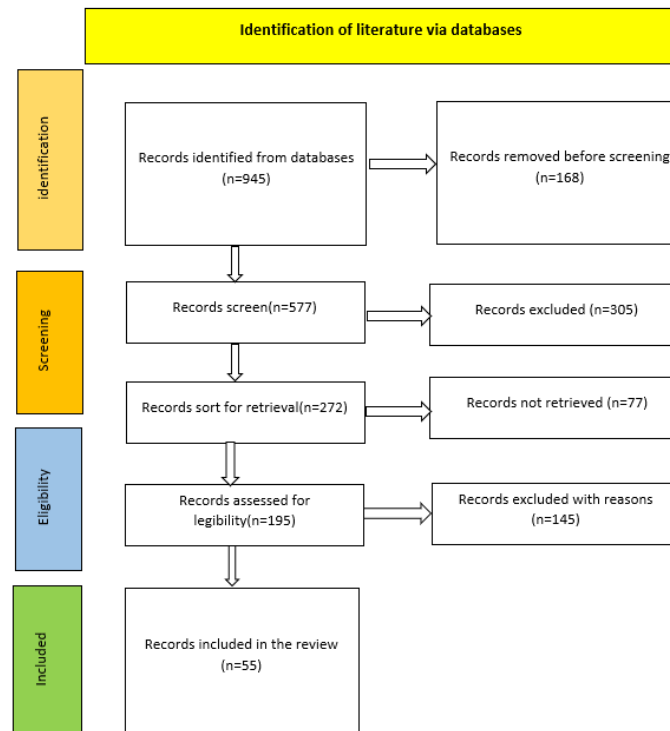 Identification of literature via databases
identification
Records identified from databases
(n=945)
Records removed before screening
(n=168)
Screening
Records screen(n=577)
Records excluded (n=305)
Records sort for retrieval(n=272)
Records not retrieved (n=77)
Eligibility
Records assessed for
legibility(n=195)
Records excluded with reasons
(n=145)
Included
Records included in the review
(n=55)